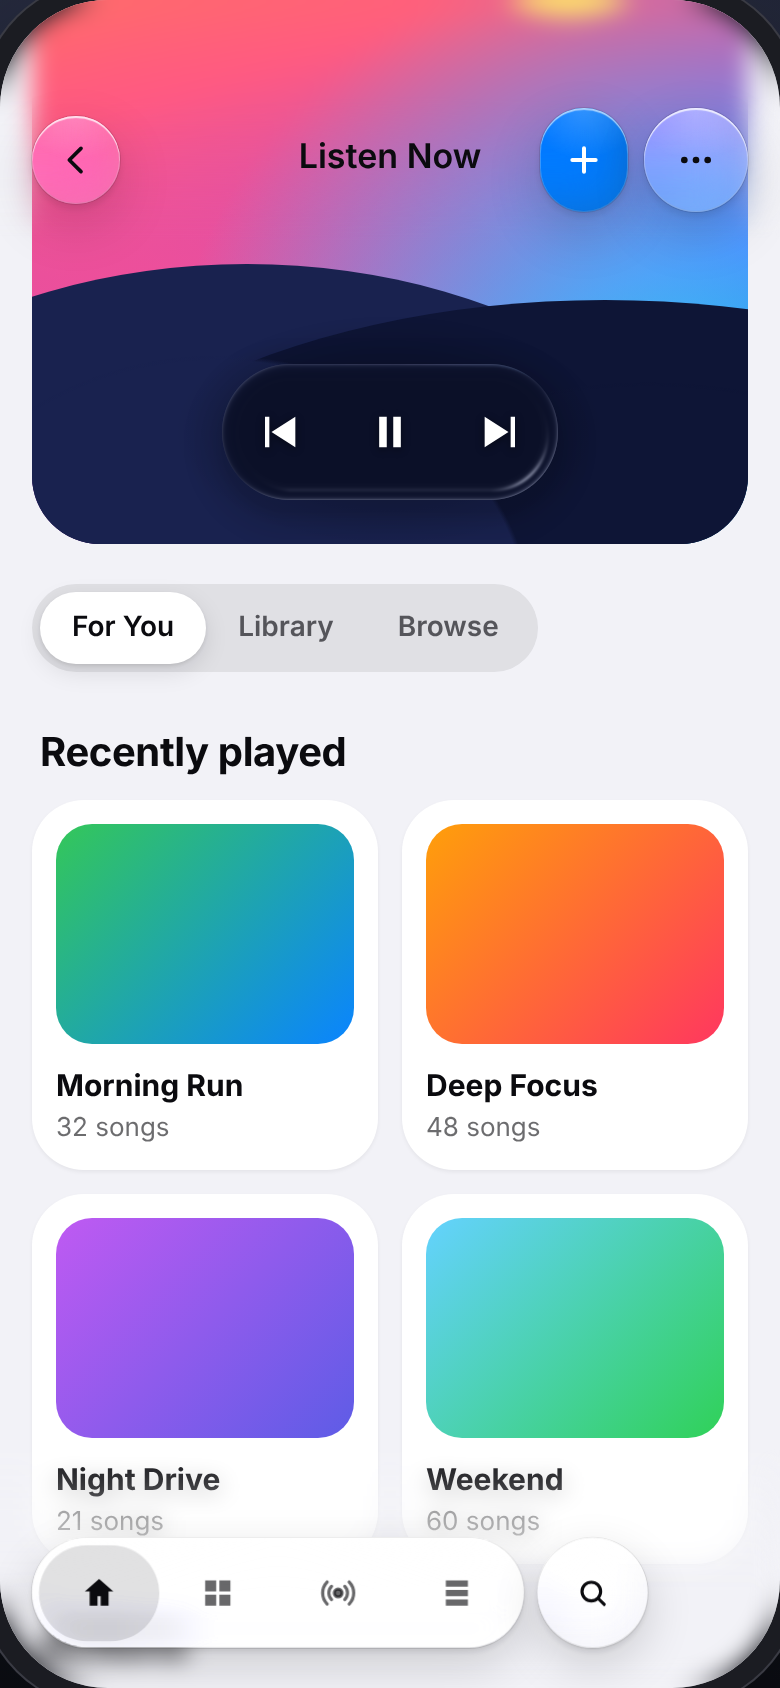 Listen Now
For You
Library
Browse
Recently played
Morning Run
32 songs
Deep Focus
48 songs
Night Drive
21 songs
Weekend
60 songs